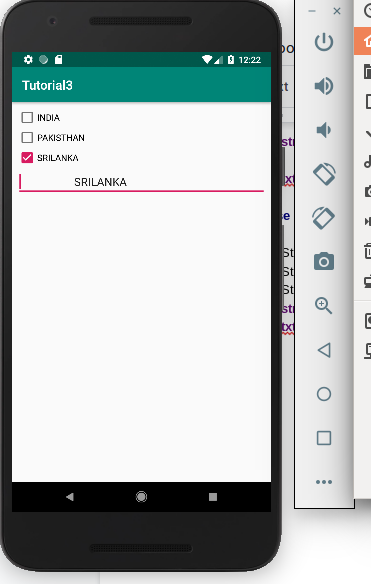 12:22
Tutorial3
INDIA
PAKISTHAN
SRILANKA
SRILANKA